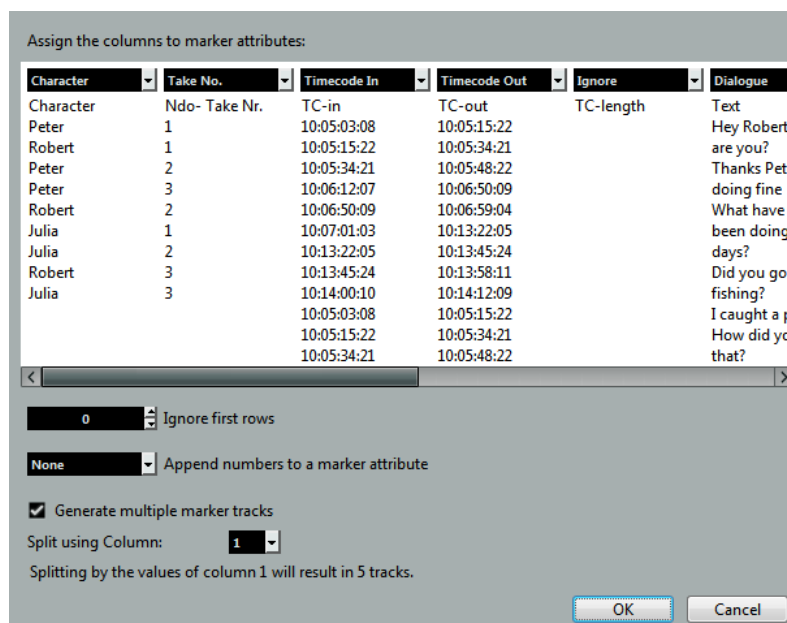 Assign the columns to marker attributes:
Character Take No. Timecode In Timecode Out Ignore Dialogue
Character Ndo- Take Nr. TC-in TC-out TC-length Text
Peter 1 10:05:03:08 10:05:15:22 Hey Robert
Robert 1 10:05:15:22 10:05:34:21 are you?
Peter 2 10:05:34:21 10:05:48:22 Thanks Pet
Peter 3 10:06:12:07 10:06:50:09 doing fine
Robert 2 10:06:50:09 10:06:59:04 What have
Julia 1 10:07:01:03 10:13:22:05 been doing
Julia 2 10:13:22:05 10:13:45:24 days?
Robert 3 10:13:45:24 10:13:58:11 Did you go
Julia 3 10:14:00:10 10:14:12:09 fishing?
10:05:03:08 10:05:15:22 I caught a p
10:05:15:22 10:05:34:21 How did yo
10:05:34:21 10:05:48:22 that?
0 Ignore first rows
None Append numbers to a marker attribute
Generate multiple marker tracks
Split using Column: 1
Splitting by the values of column 1 will result in 5 tracks.
OK Cancel